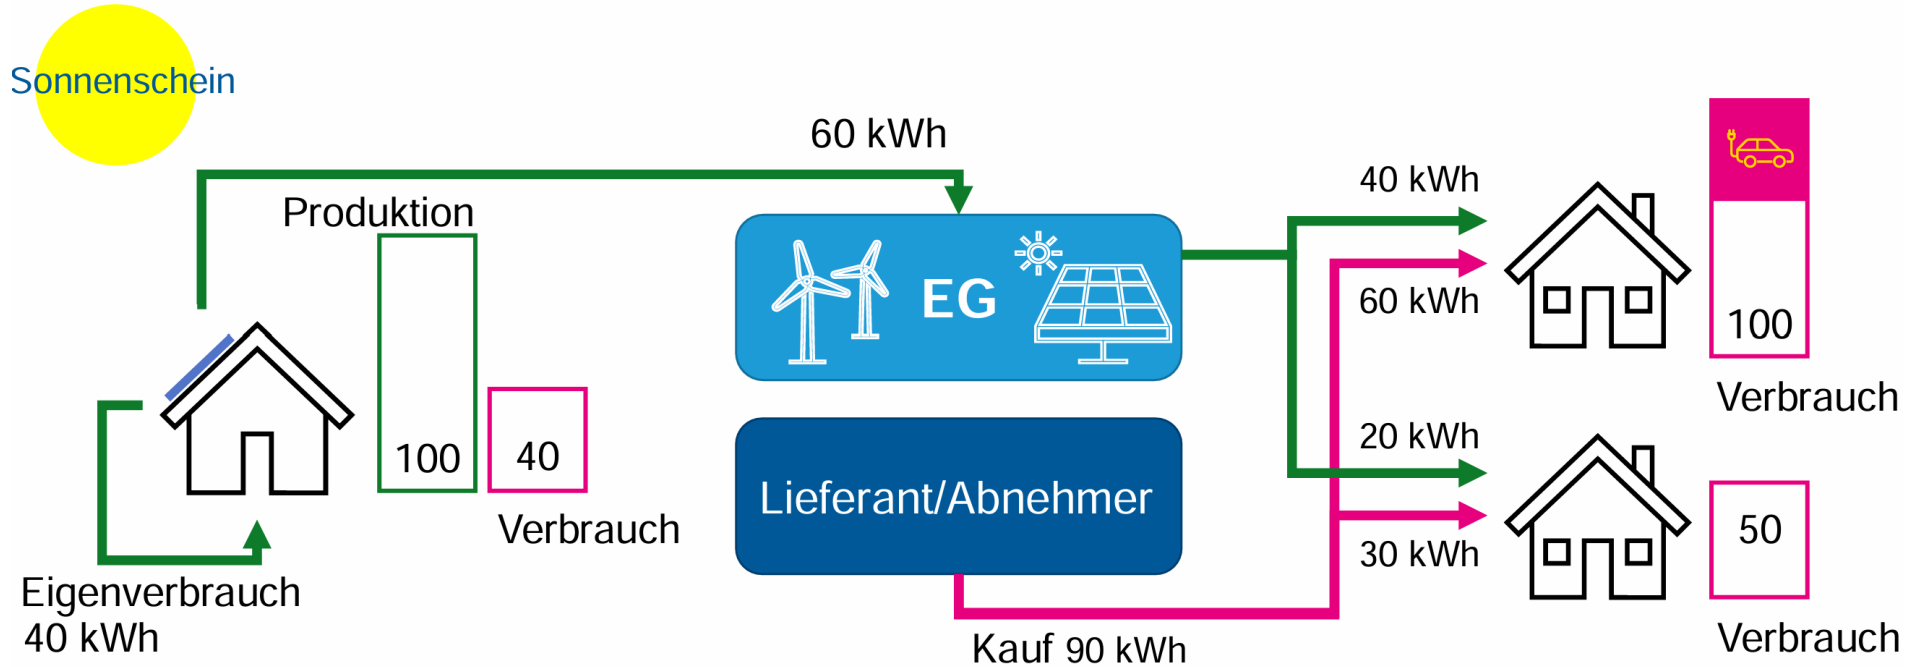 Sonnenschein
60 kWh
Produktion
100
40
Verbrauch
Eigenverbrauch
40 kWh
EG
Lieferant/Abnehmer
Kauf 90 kWh
40 kWh
60 kWh
100
Verbrauch
20 kWh
30 kWh
50
Verbrauch